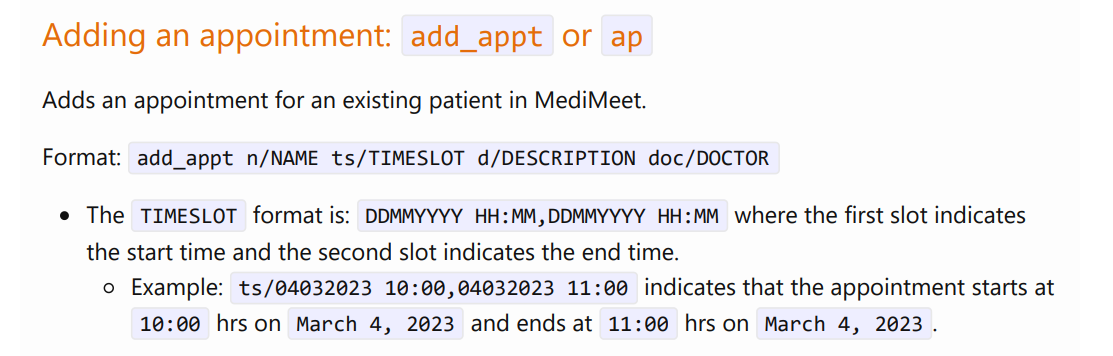 Adding an appointment: add_appt or ap
Adds an appointment for an existing patient in MediMeet.
Format: add_appt n/NAME ts/TIMESLOT d/DESCRIPTION doc/DOCTOR
• The TIMESLOT format is: DDMMYYYY HH:MM,DDMMYYYY HH:MM where the first slot indicates
the start time and the second slot indicates the end time.
○ Example: ts/04032023 10:00,04032023 11:00 indicates that the appointment starts at
10:00 hrs on March 4, 2023 and ends at 11:00 hrs on March 4, 2023.